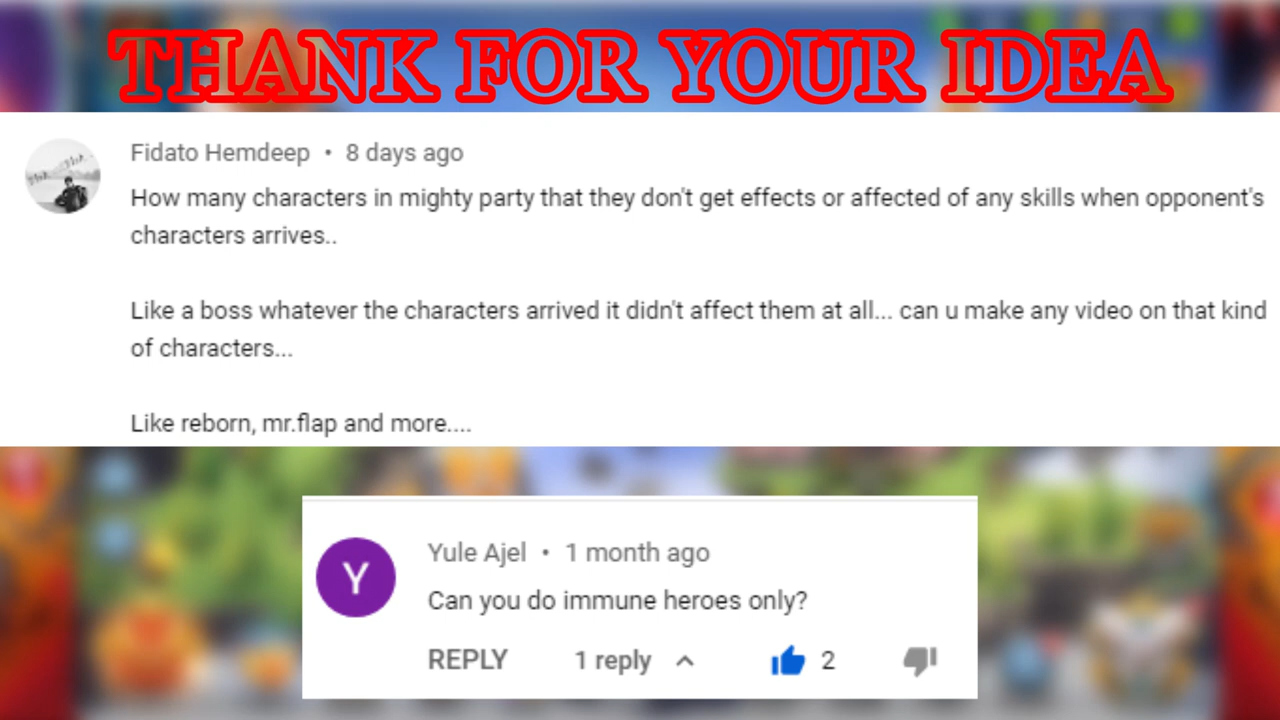 THANK FOR YOUR IDEA
Fidato Hemdeep • 8 days ago
How many characters in mighty party that they don't get effects or affected of any skills when opponent's
characters arrives..
Like a boss whatever the characters arrived it didn't affect them at all... can u make any video on that kind
of characters...
Like reborn, mr.flap and more....
Yule Ajel • 1 month ago
Y
Can you do immune heroes only?
REPLY 1 reply 2